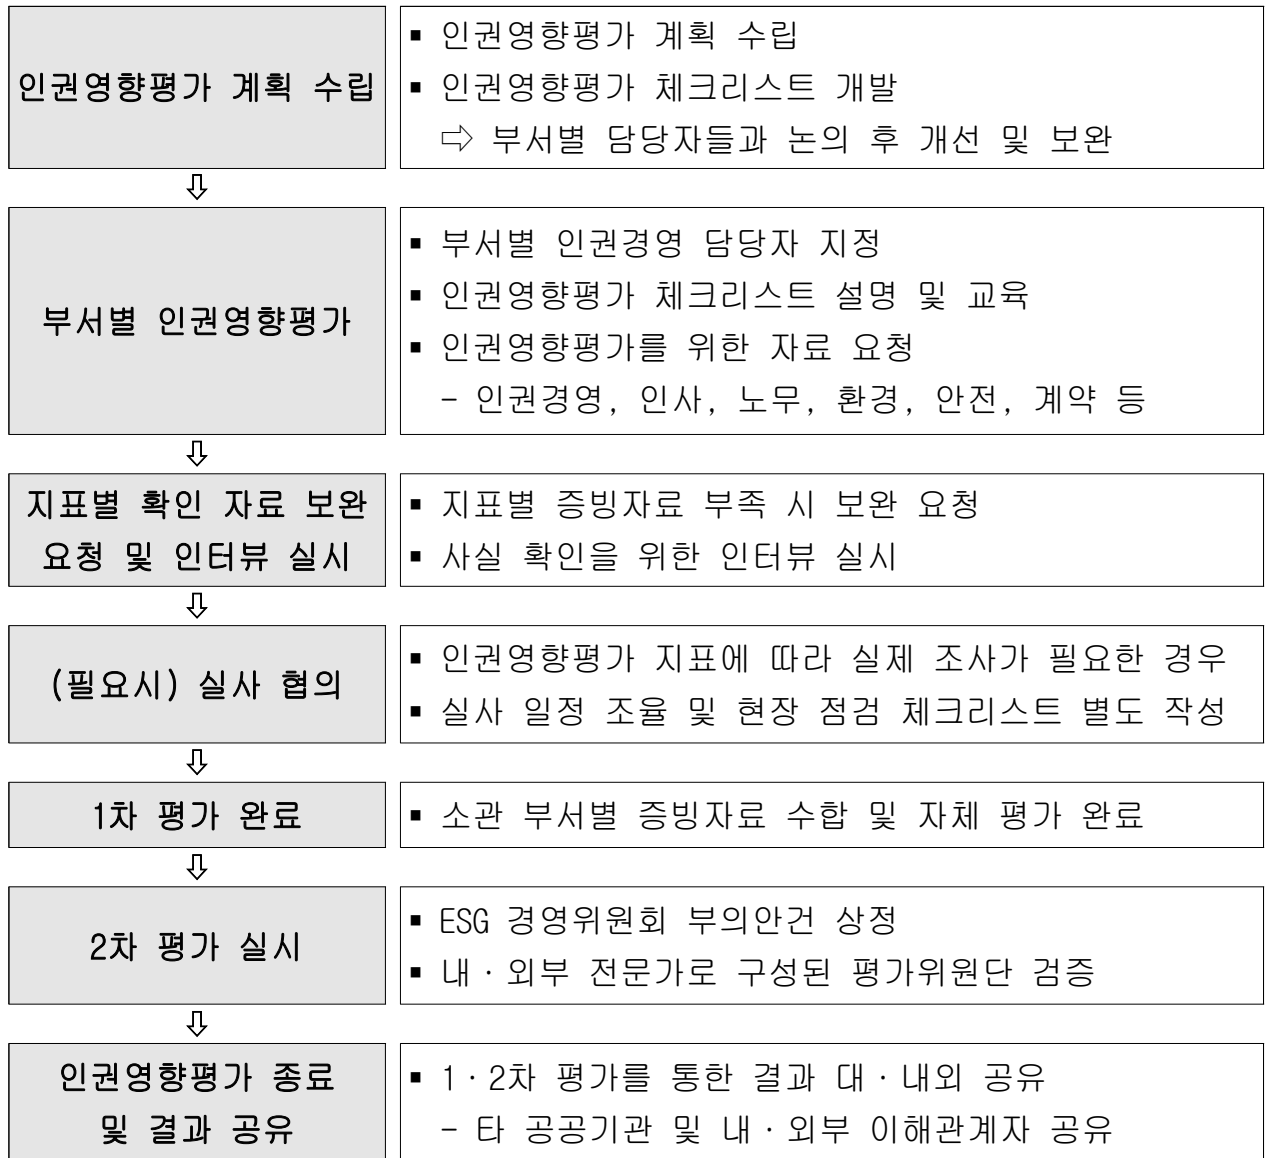 인권영향평가 계획 수립
▪ 인권영향평가 계획 수립
▪ 인권영향평가 체크리스트 개발
⇨ 부서별 담당자들과 논의 후 개선 및 보완
⇩
부서별 인권영향평가
▪ 부서별 인권경영 담당자 지정
▪ 인권영향평가 체크리스트 설명 및 교육
▪ 인권영향평가를 위한 자료 요청
- 인권경영, 인사, 노무, 환경, 안전, 계약 등
⇩
지표별 확인 자료 보완
요청 및 인터뷰 실시
▪ 지표별 증빙자료 부족 시 보완 요청
▪ 사실 확인을 위한 인터뷰 실시
⇩
(필요시) 실사 협의
▪ 인권영향평가 지표에 따라 실제 조사가 필요한 경우
▪ 실사 일정 조율 및 현장 점검 체크리스트 별도 작성
⇩
1차 평가 완료
▪ 소관 부서별 증빙자료 수합 및 자체 평가 완료
⇩
2차 평가 실시
▪ ESG 경영위원회 부의안건 상정
▪ 내·외부 전문가로 구성된 평가위원단 검증
⇩
인권영향평가 종료
및 결과 공유
▪ 1·2차 평가를 통한 결과 대·내외 공유
- 타 공공기관 및 내·외부 이해관계자 공유